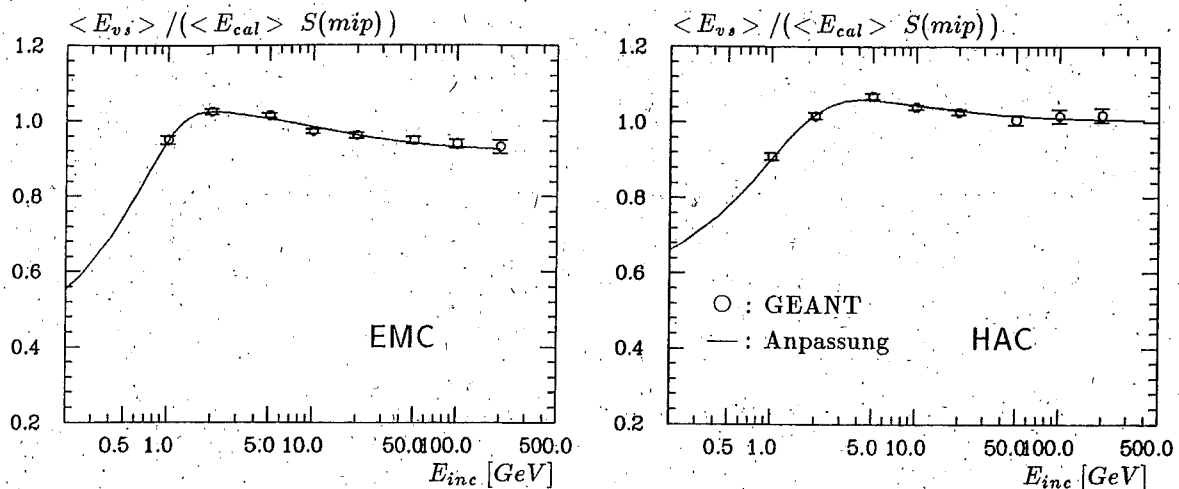 < E_vs > /(< E_cal > S(mip))
1.2
1.0
0.8
0.6
0.4
0.2
EMC
0.5 1.0 5.0 10.0 50.0 100.0 500.0
E_inc [GeV]
< E_vs > /(< E_cal > S(mip))
1.2
1.0
0.8
0.6
0.4
0.2
○ : GEANT
— : Anpassung
HAC
0.5 1.0 5.0 10.0 50.0 100.0 500.0
E_inc [GeV]